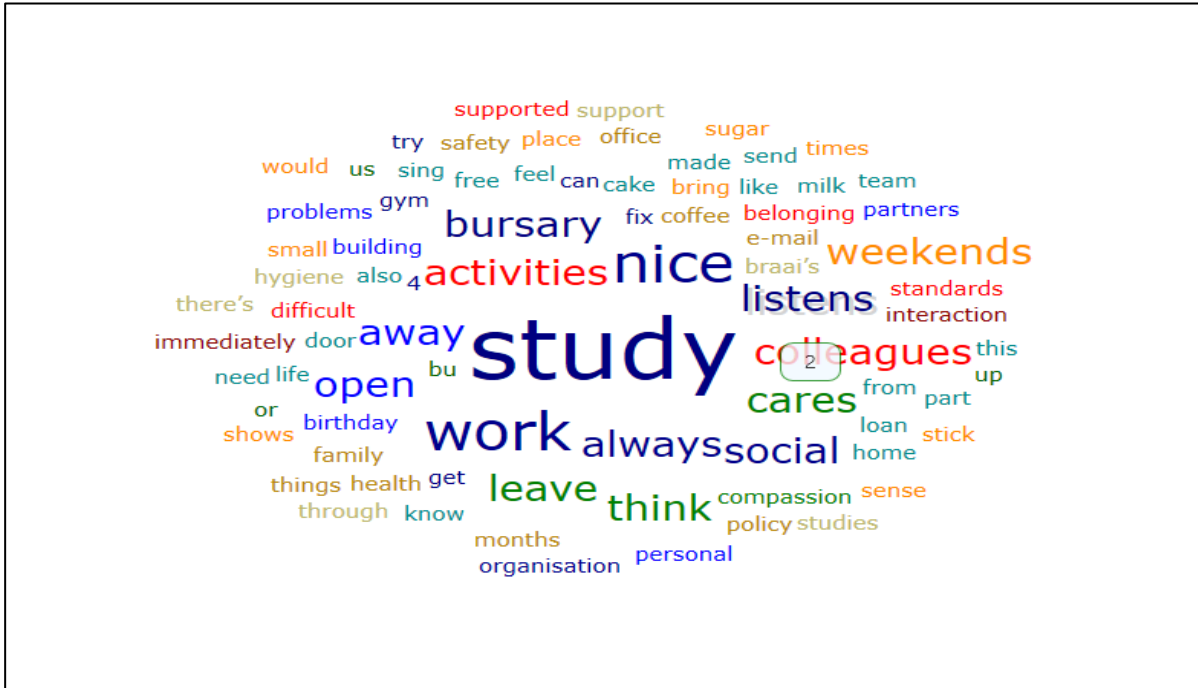 supported support
try safety place office sugar
would us sing free feel can cake made send times
bring like milk team
problems gym bursary fix coffee belonging partners
small building nice e-mail weekends
hygiene also 4 activities braai's
there's difficult listens standards
interaction
immediately door away study colleagues this
2
need life open bu cares from up
or part
shows birthday work always social loan stick
family home
things health get leave think compassion sense
through know policy studies
months personal
organisation